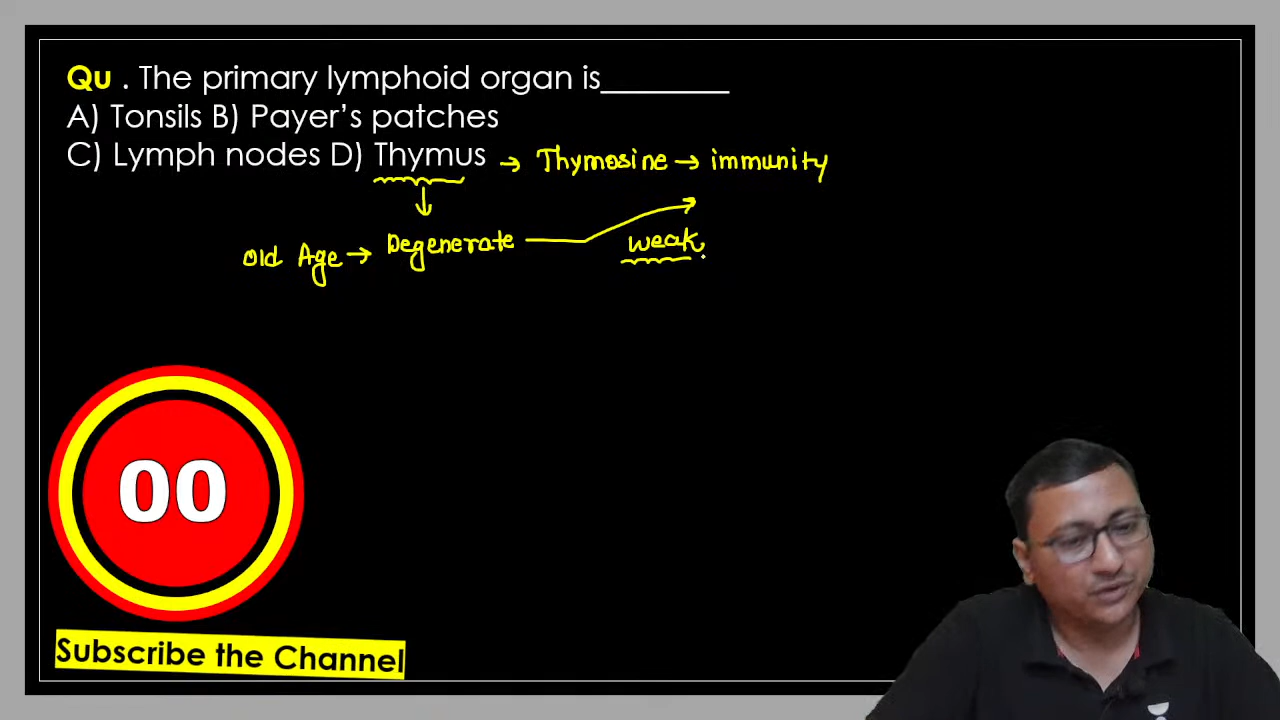 Qu . The primary lymphoid organ is_________
A) Tonsils B) Payer's patches
C) Lymph nodes D) Thymus → Thymosine → immunity
Old Age → Degenerate weak
00
Subscribe the Channel